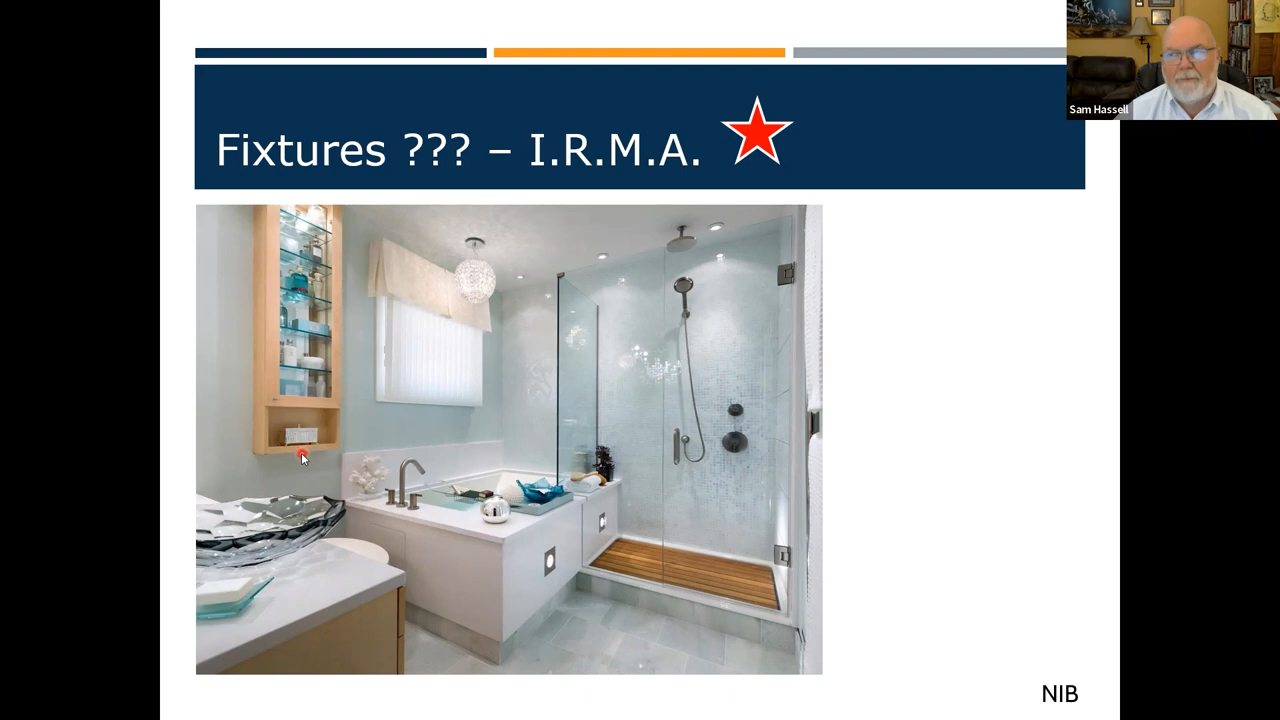 Fixtures ??? – I.R.M.A.
Sam Hassell
NIB